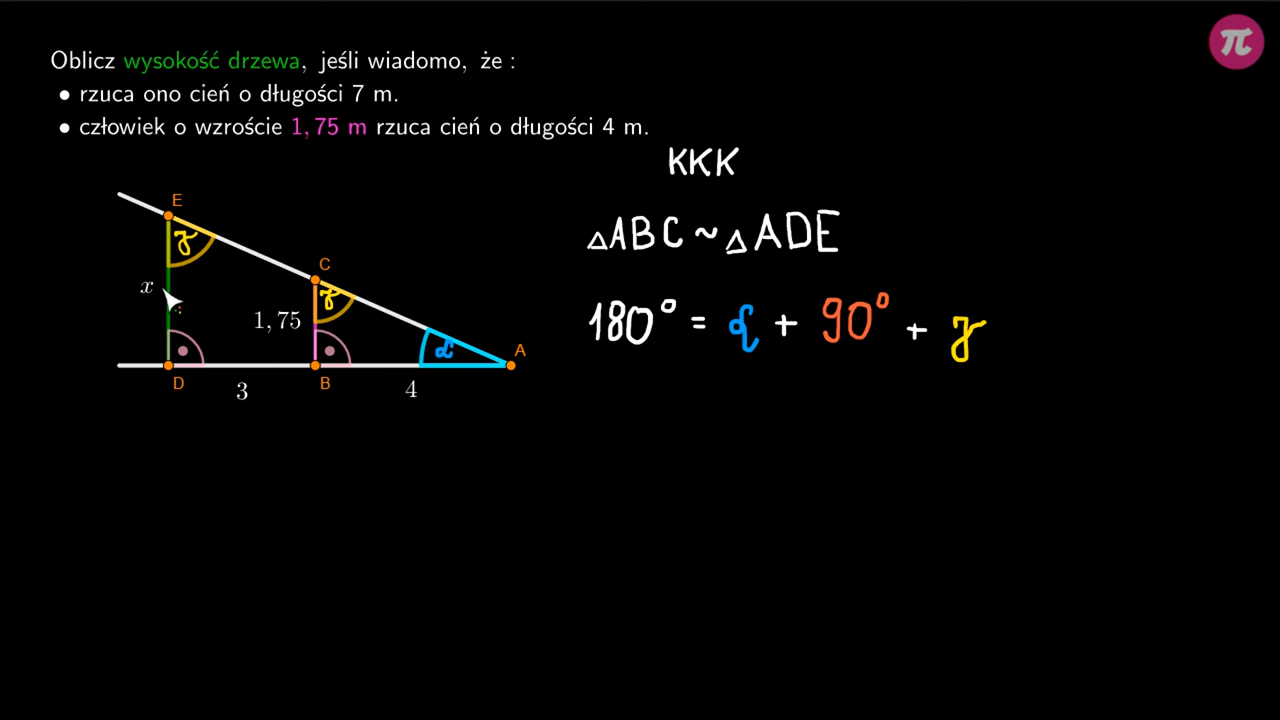 π
Oblicz wysokość drzewa, jeśli wiadomo, że :
• rzuca ono cień o długości 7 m.
• człowiek o wzroście 1,75 m rzuca cień o długości 4 m.
KKK
△ABC ~ △ADE
180° = α + 90° + γ
E
γ
C
x
γ
1,75
α
A
D
B
3
4